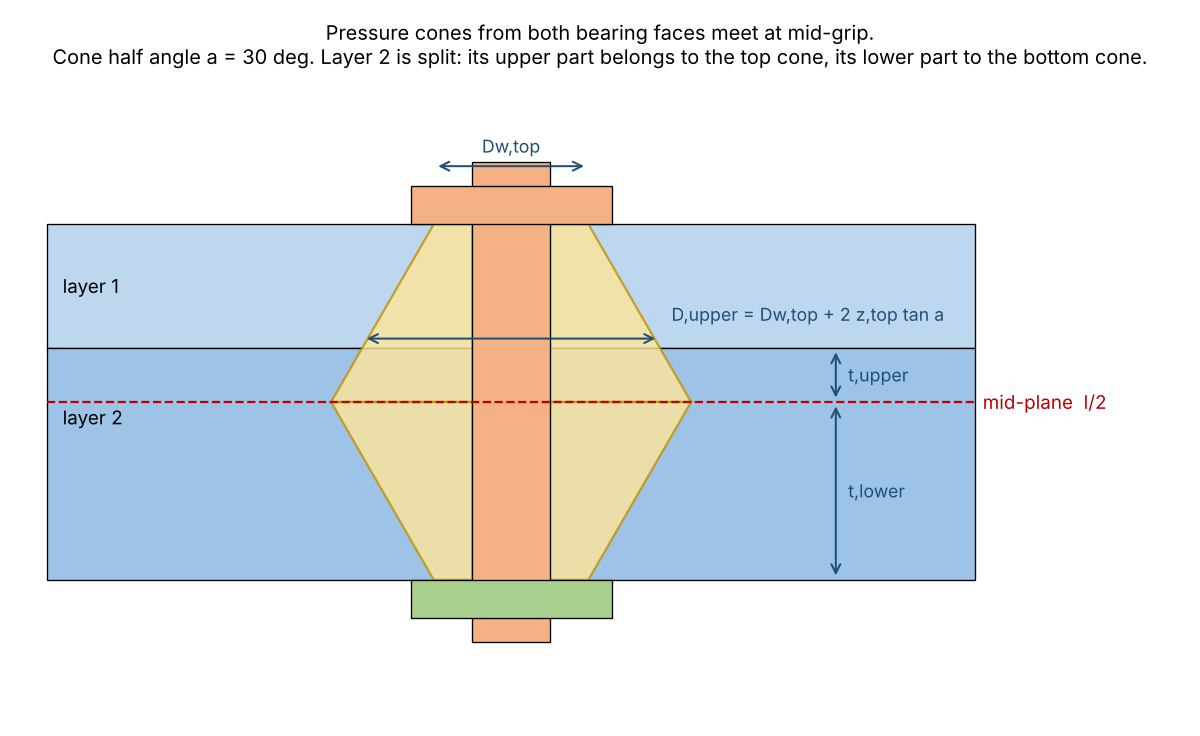 Pressure cones from both bearing faces meet at mid-grip.
Cone half angle a = 30 deg. Layer 2 is split: its upper part belongs to the top cone, its lower part to the bottom cone.
Dw,top
layer 1
D,upper = Dw,top + 2 z,top tan a
t,upper
mid-plane l/2
layer 2
t,lower